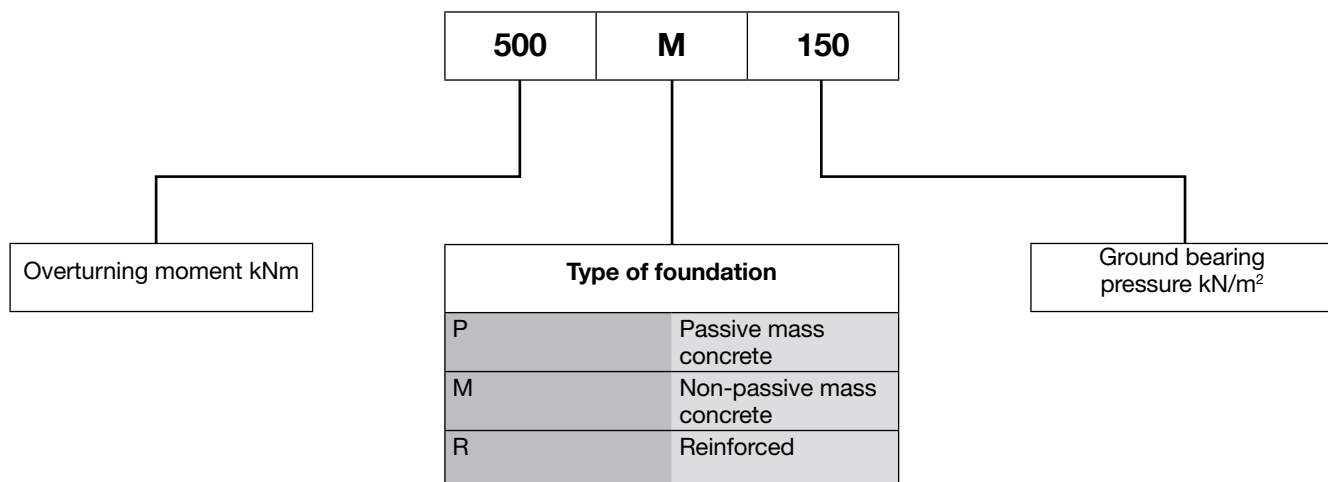 500 M 150
Overturning moment kNm
Type of foundation
Ground bearing
pressure kN/m²
P Passive mass
concrete
M Non-passive mass
concrete
R Reinforced